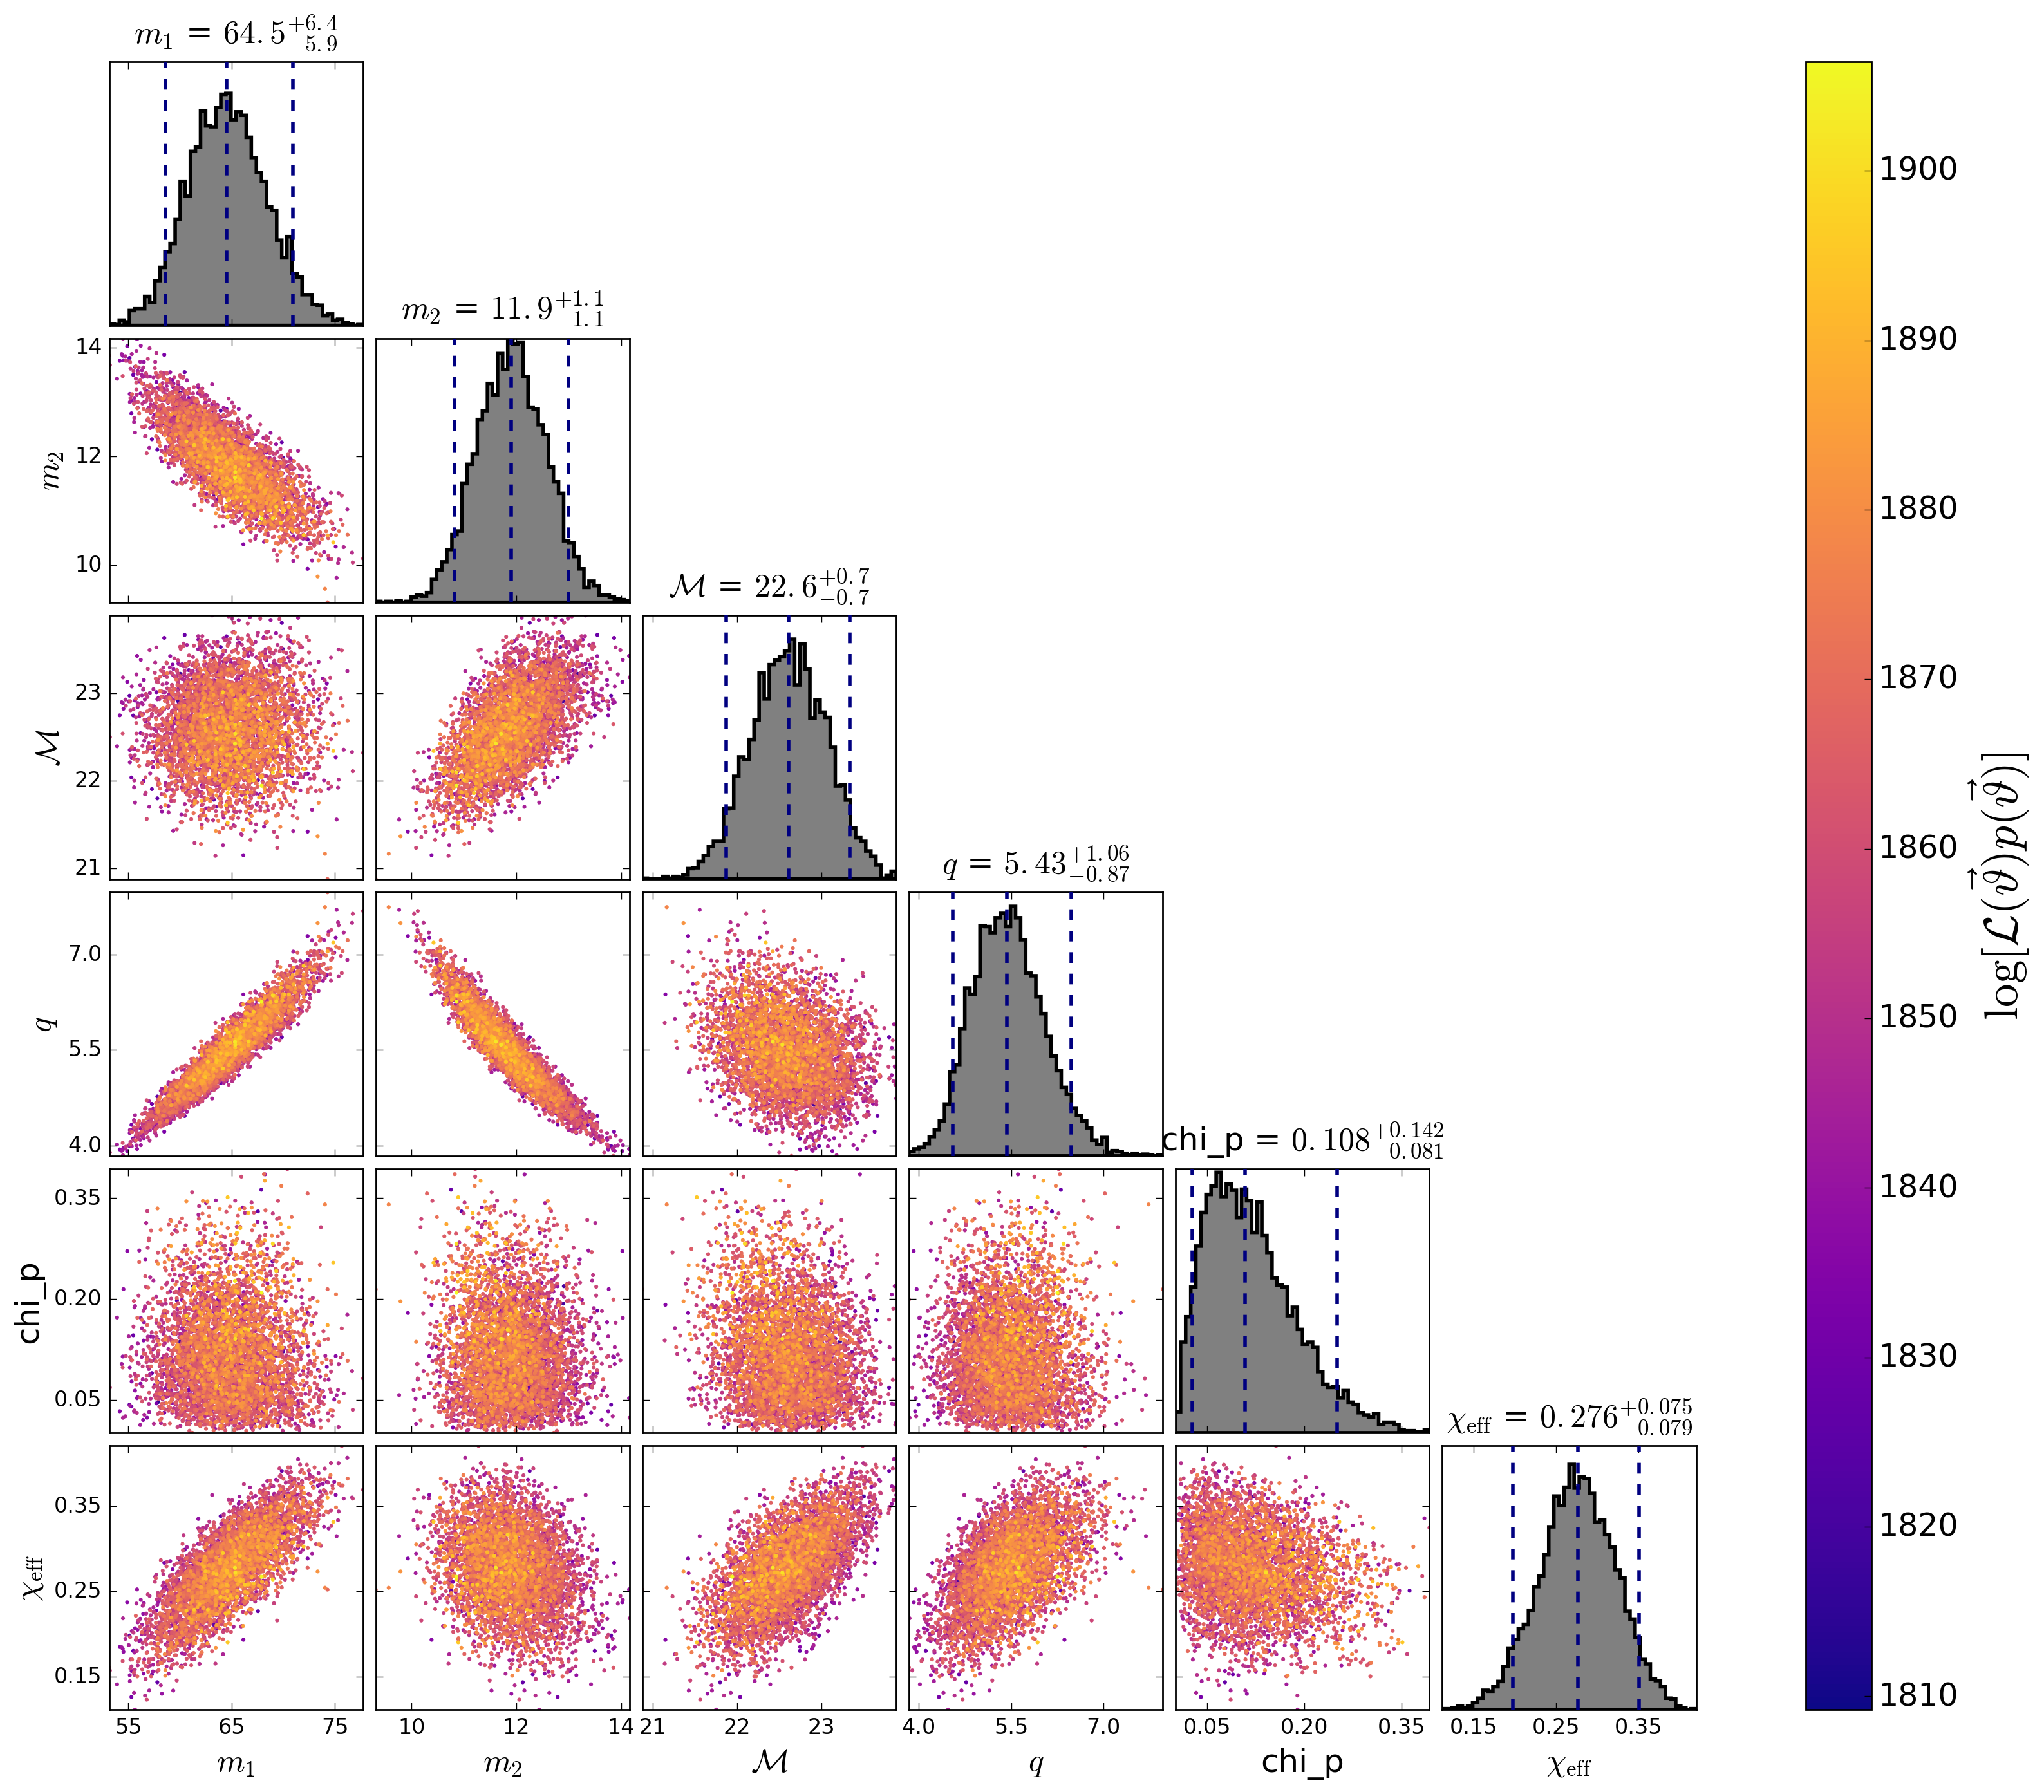 m₁ = 64.5+6.4−5.9
m₂ = 11.9+1.1−1.1
ℳ = 22.6+0.7−0.7
q = 5.43+1.06−0.87
chi_p = 0.108+0.142−0.081
χeff = 0.276+0.075−0.079
14
12
10
m₂
23
22
21
ℳ
7.0
5.5
4.0
q
0.35
0.20
0.05
chi_p
0.35
0.25
0.15
χeff
55 65 75
10 12 14
21 22 23
4.0 5.5 7.0
0.05 0.20 0.35
0.15 0.25 0.35
m₁
m₂
ℳ
q
chi_p
χeff
1900
1890
1880
1870
1860
1850
1840
1830
1820
1810
log[ℒ(ϑ⃗)p(ϑ⃗)]